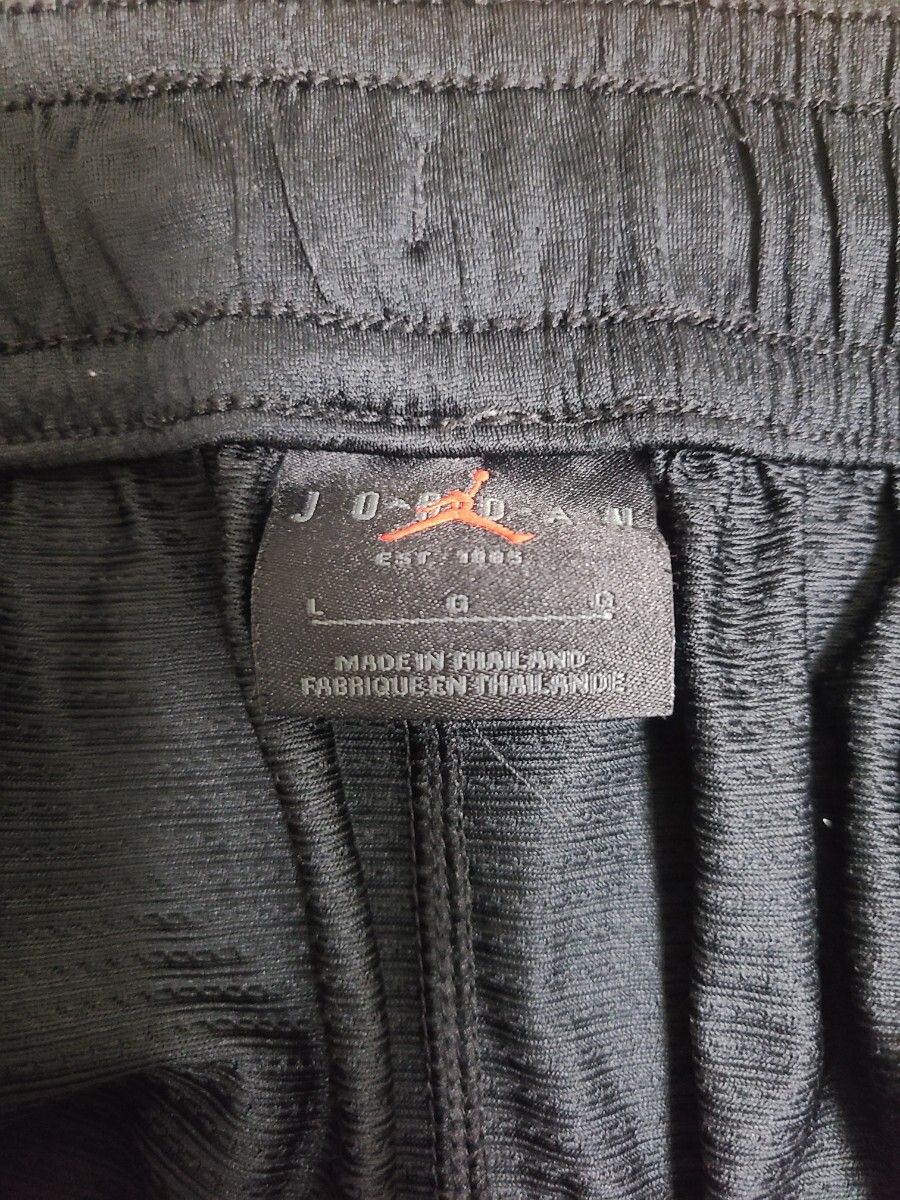 JORDAN
EST. 1985
L G G
MADE IN THAILAND
FABRIQUE EN THAILANDE